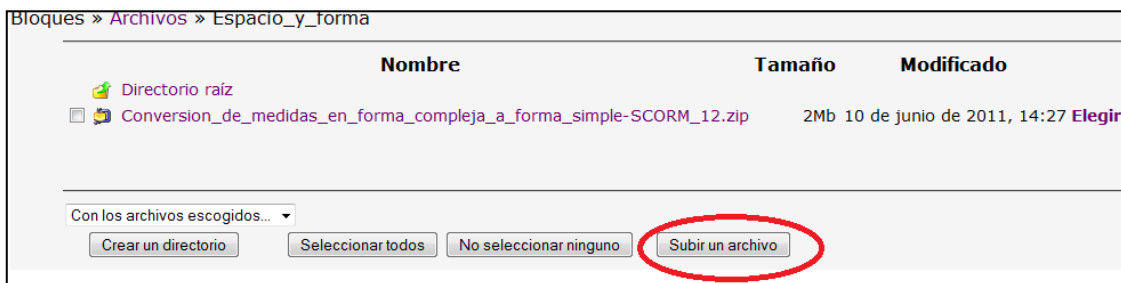 Bloques » Archivos » Espacio_y_forma
Nombre Tamaño Modificado
Directorio raíz
Conversion_de_medidas_en_forma_compleja_a_forma_simple-SCORM_12.zip 2Mb 10 de junio de 2011, 14:27 Elegir
Con los archivos escogidos...
Crear un directorio Seleccionar todos No seleccionar ninguno Subir un archivo